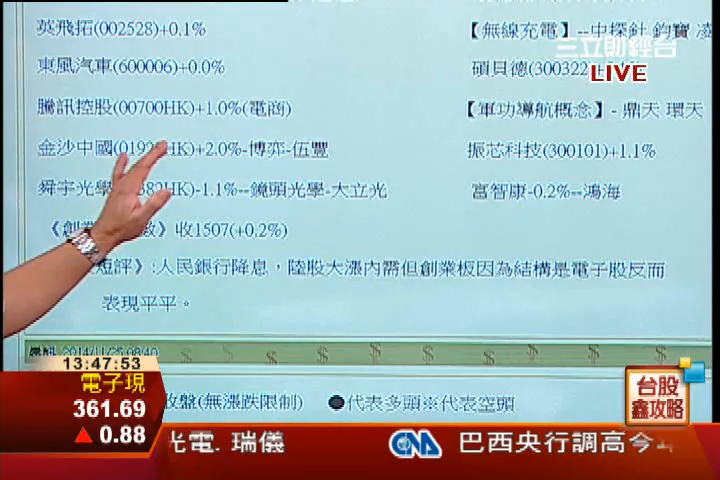 英飛拓(002528)+0.1%
【無線充電】--中探針 鈞寶 凌
三立財經台
東風汽車(600006)+0.0%
碩貝德(300322)
LIVE
騰訊控股(00700HK)+1.0%(電商)
【軍功導航概念】- 鼎天 環天
金沙中國(019 HK)+2.0%-博弈-伍豐
振芯科技(300101)+1.1%
舜宇光學 382HK)-1.1%--鏡頭光學-大立光
富智康-0.2%--鴻海
《創 數》收1507(+0.2%)
短評》:人民銀行降息，陸股大漲內需但創業板因為結構是電子股反而
表現平平。
2014/11/25 08/40
13:47:53
電子現
361.69
▲0.88
收盤(無漲跌限制) ●代表多頭※代表空頭
台股
鑫攻略
光電. 瑞儀 CNA 巴西央行調高今